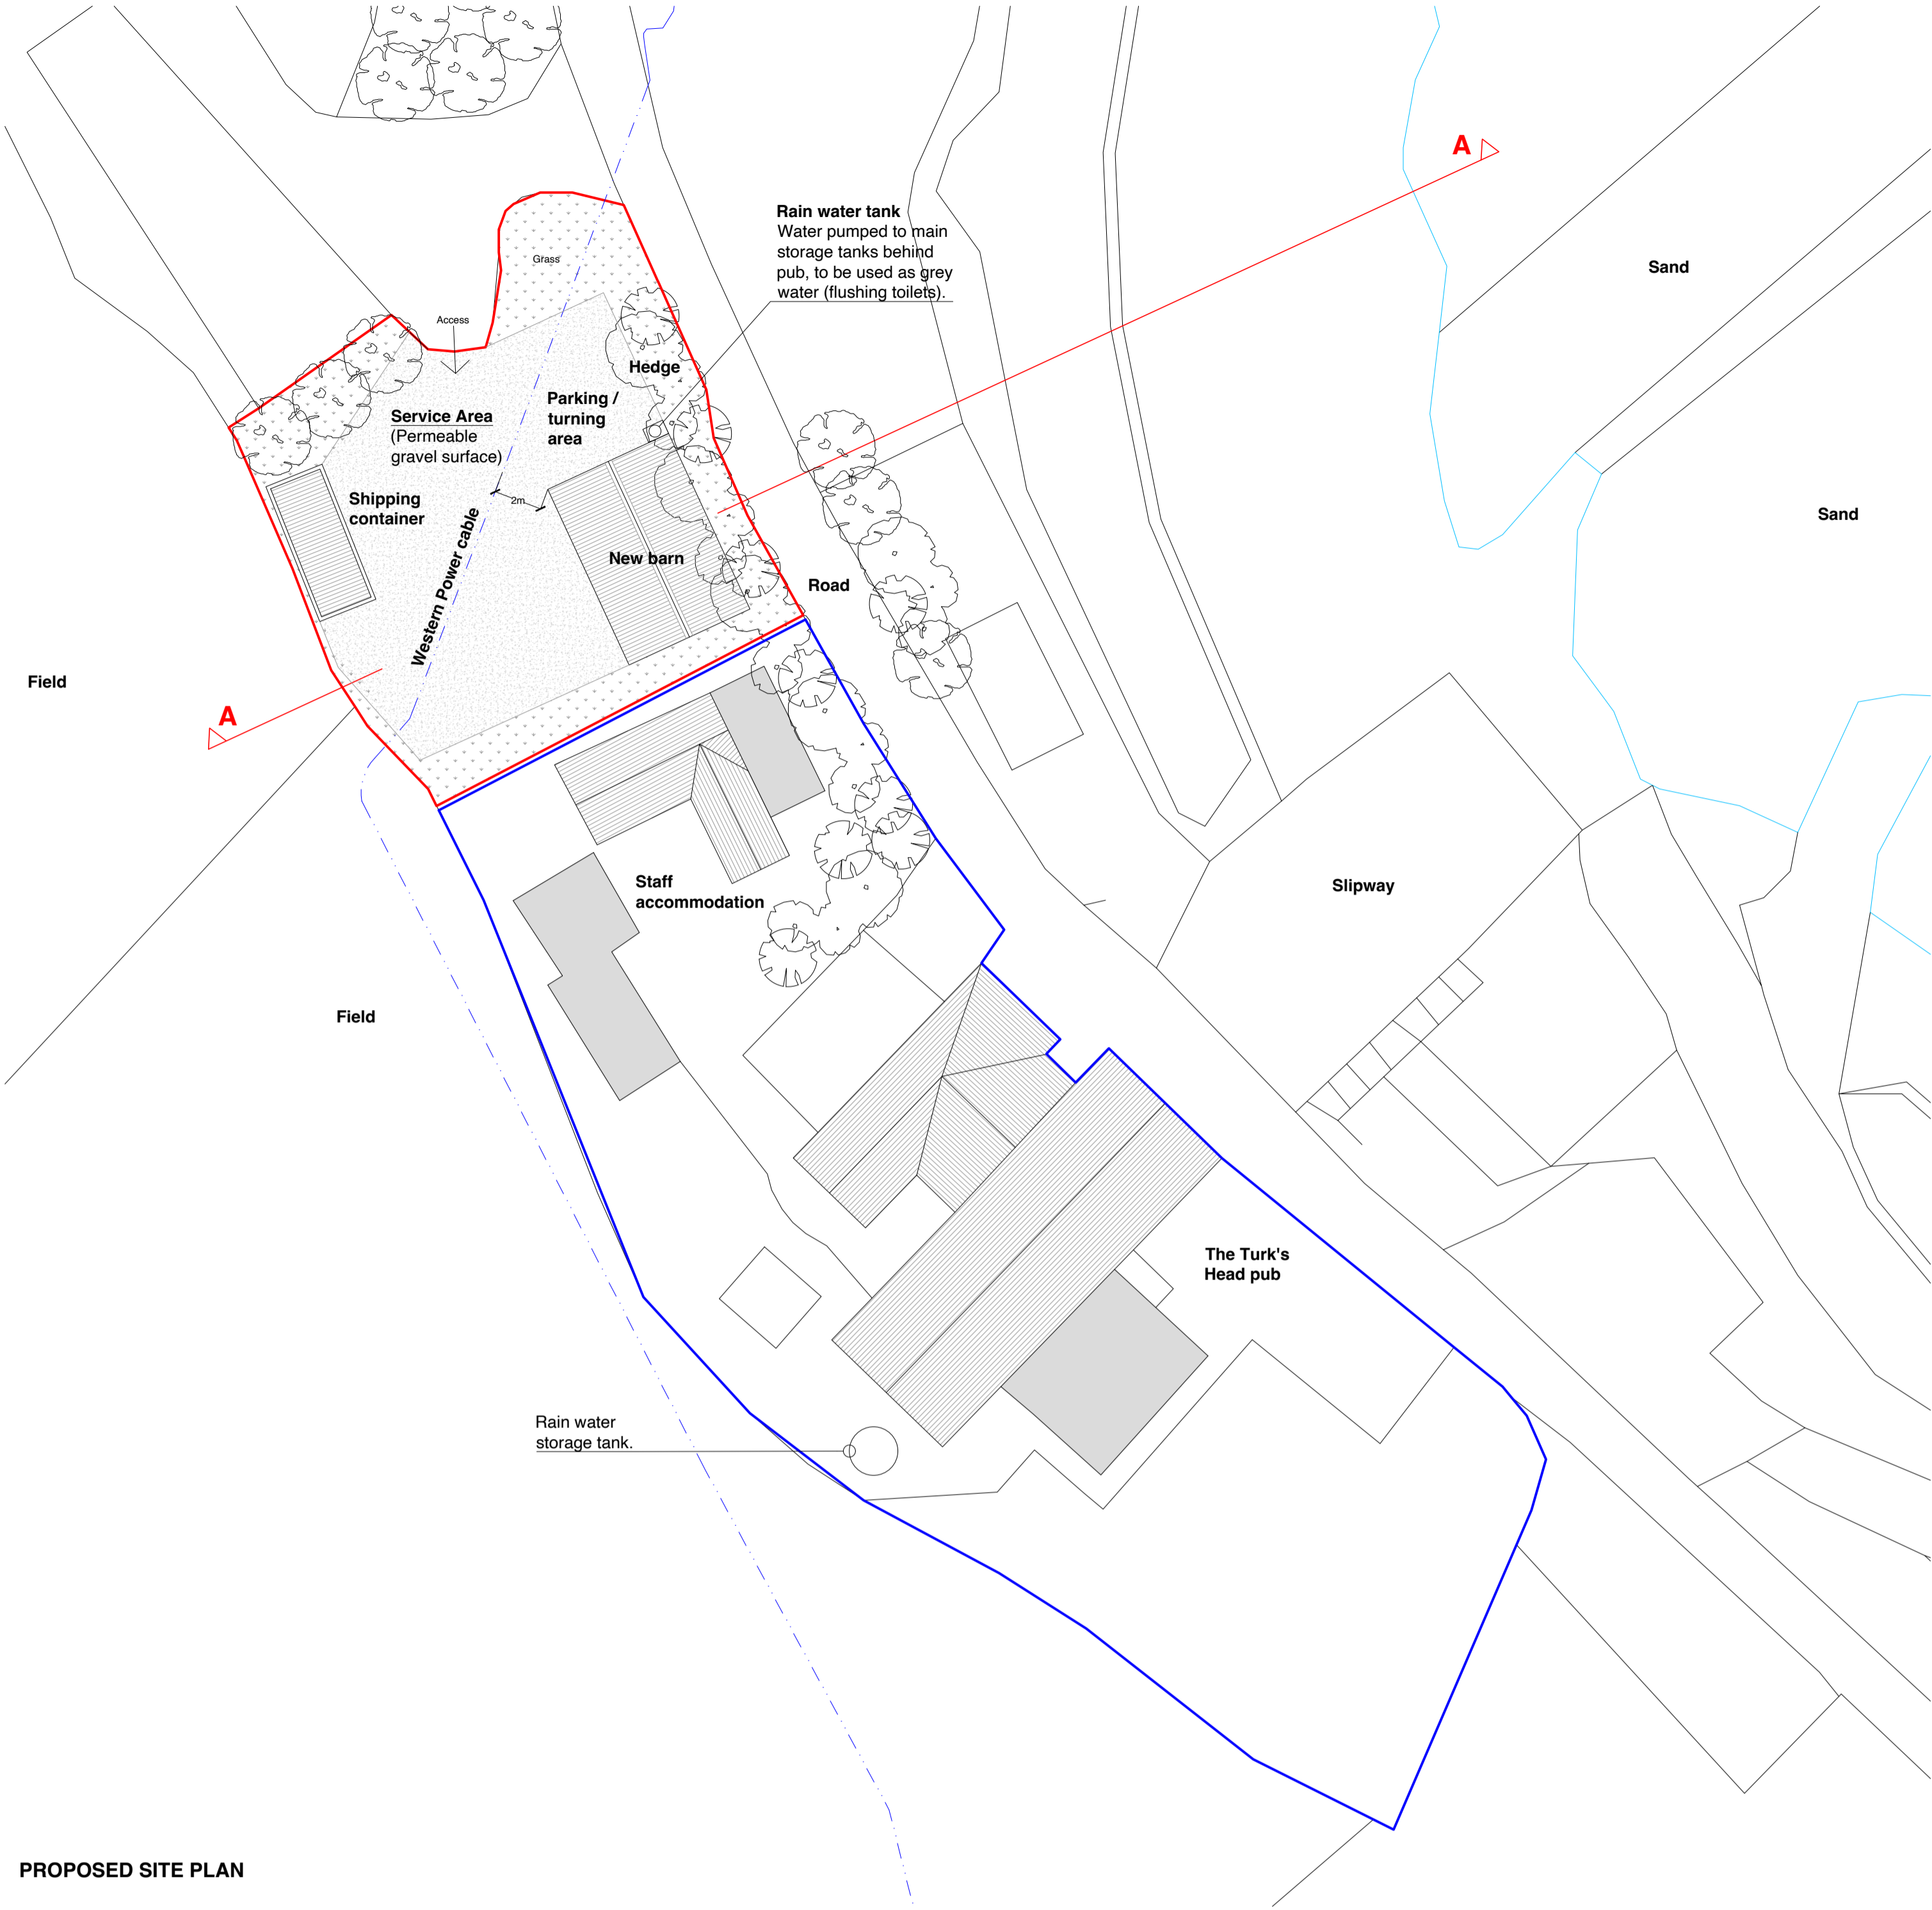 A
Rain water tank
Water pumped to main
storage tanks behind
pub, to be used as grey
water (flushing toilets).
Grass
Sand
Access
Hedge
Parking /
turning
area
Service Area
(Permeable
gravel surface)
Shipping
container
2m
Sand
Western Power cable
New barn
Road
Field
A
Staff
accommodation
Slipway
Field
The Turk's
Head pub
Rain water
storage tank.
PROPOSED SITE PLAN